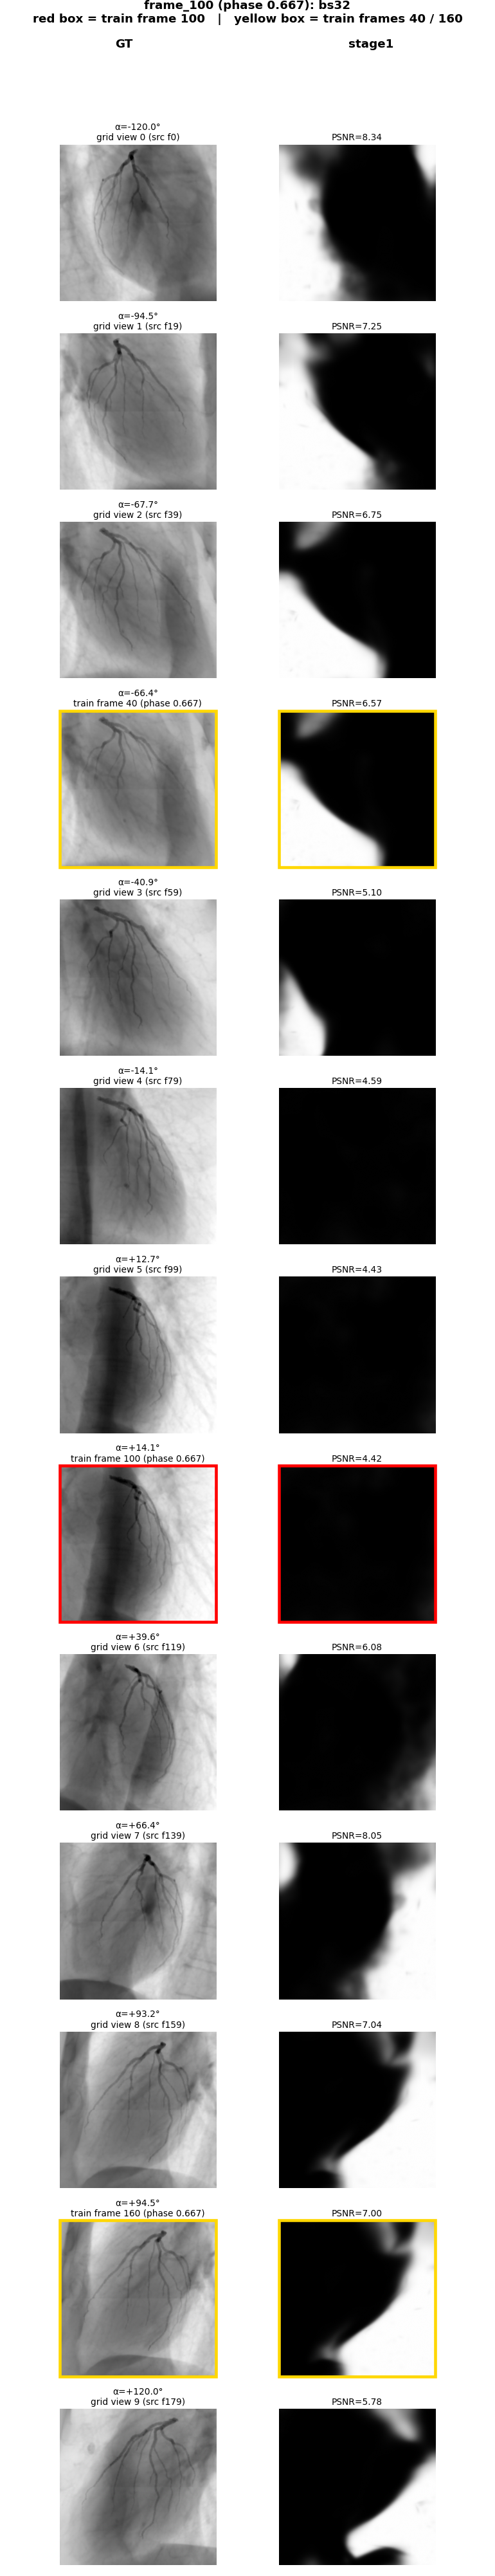 frame_100 (phase 0.667): bs32
red box = train frame 100   |   yellow box = train frames 40 / 160
GT
stage1
α=-120.0°
grid view 0 (src f0)
PSNR=8.34
α=-94.5°
grid view 1 (src f19)
PSNR=7.25
α=-67.7°
grid view 2 (src f39)
PSNR=6.75
α=-66.4°
train frame 40 (phase 0.667)
PSNR=6.57
α=-40.9°
grid view 3 (src f59)
PSNR=5.10
α=-14.1°
grid view 4 (src f79)
PSNR=4.59
α=+12.7°
grid view 5 (src f99)
PSNR=4.43
α=+14.1°
train frame 100 (phase 0.667)
PSNR=4.42
α=+39.6°
grid view 6 (src f119)
PSNR=6.08
α=+66.4°
grid view 7 (src f139)
PSNR=8.05
α=+93.2°
grid view 8 (src f159)
PSNR=7.04
α=+94.5°
train frame 160 (phase 0.667)
PSNR=7.00
α=+120.0°
grid view 9 (src f179)
PSNR=5.78